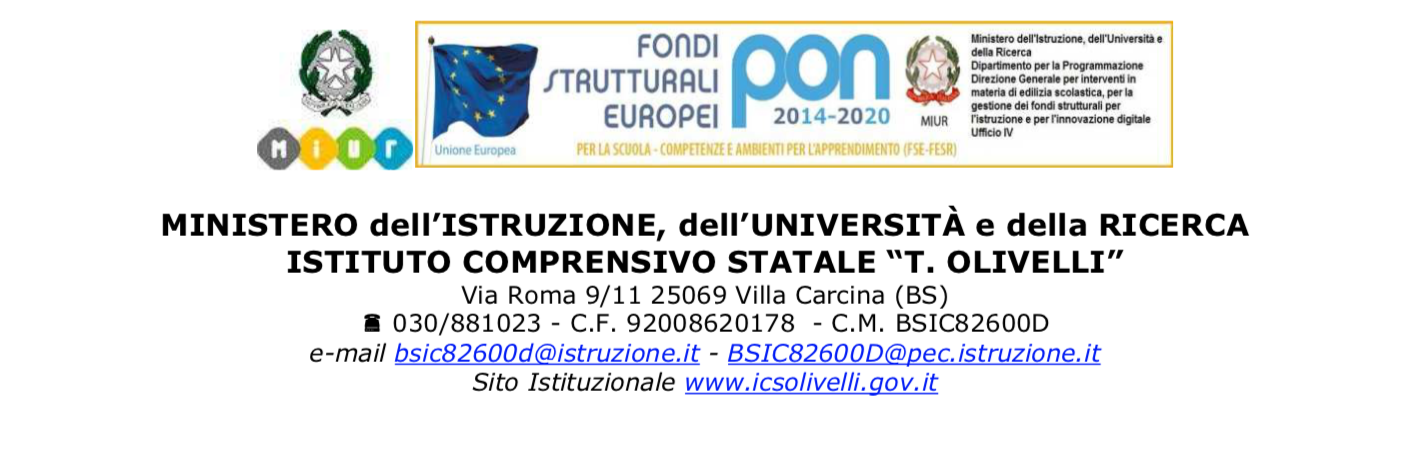 MiUr
Unione Europea
FONDI
STRUTTURALI
EUROPEI
pon
2014-2020
PER LA SCUOLA - COMPETENZE E AMBIENTI PER L'APPRENDIMENTO (FSE-FESR)
MIUR
Ministero dell'Istruzione, dell'Università e
della Ricerca
Dipartimento per la Programmazione
Direzione Generale per interventi in
materia di edilizia scolastica, per la
gestione dei fondi strutturali per
l'istruzione e per l'innovazione digitale
Ufficio IV
MINISTERO dell’ISTRUZIONE, dell’UNIVERSITÀ e della RICERCA
ISTITUTO COMPRENSIVO STATALE “T. OLIVELLI”
Via Roma 9/11 25069 Villa Carcina (BS)
🕿 030/881023 - C.F. 92008620178 - C.M. BSIC82600D
e-mail bsic82600d@istruzione.it - BSIC82600D@pec.istruzione.it
Sito Istituzionale www.icsolivelli.gov.it